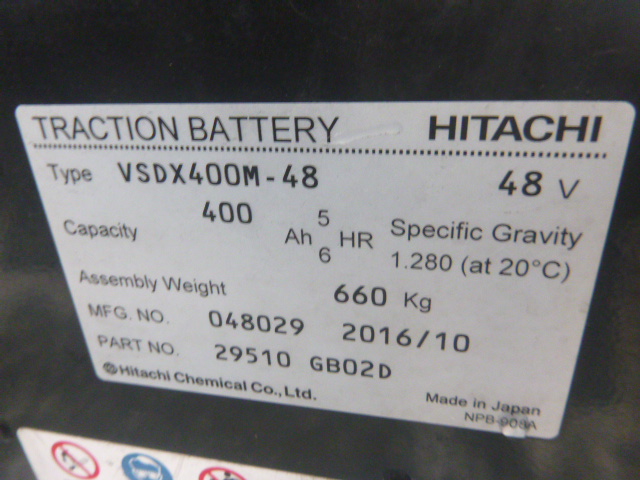 TRACTION BATTERY HITACHI
Type VSDX400M-48 48 V
Capacity 400 Ah 5 HR Specific Gravity
6 1.280 (at 20°C)
Assembly Weight 660 Kg
MFG. NO. 048029 2016/10
PART NO. 29510 GB02D
Hitachi Chemical Co., Ltd. Made in Japan
NPB-908A